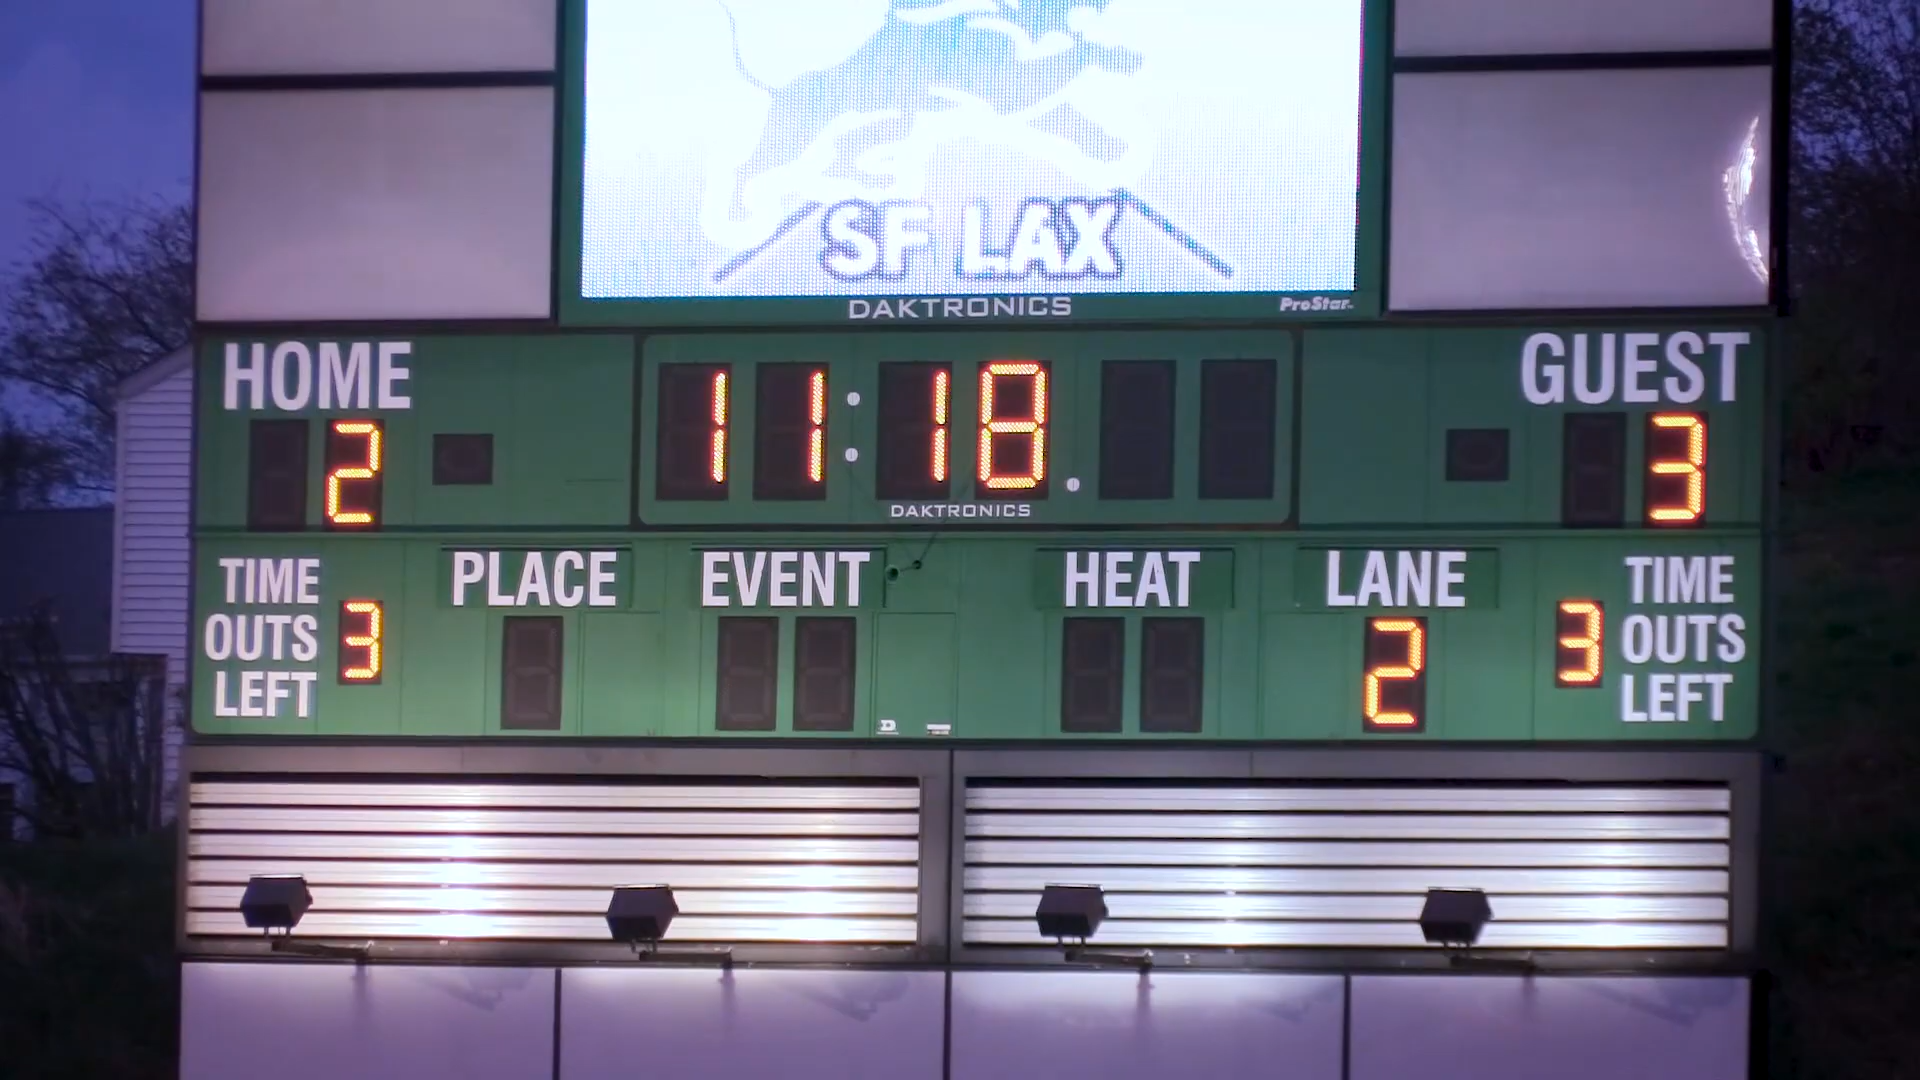 SF LAX
DAKTRONICS
ProStar
HOME
11:18
GUEST
2
3
DAKTRONICS
TIME OUTS LEFT
3
PLACE
EVENT
HEAT
LANE
2
3
TIME OUTS LEFT